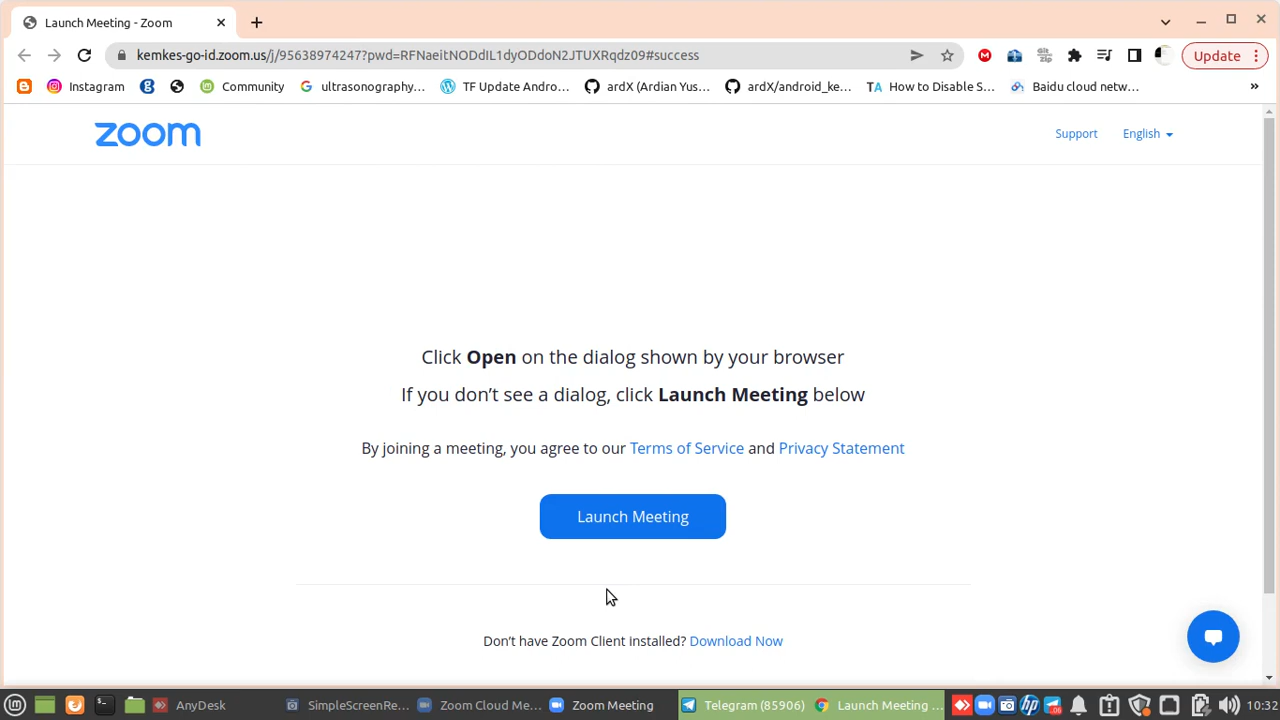 Launch Meeting - Zoom
kemkes-go-id.zoom.us/j/95638974247?pwd=RFNaeitNODdIL1dyODdoN2JTUXRqdz09#success
Update
Instagram
Community
ultrasonography,...
TF Update Andro...
ardX (Ardian Yus...
ardX/android_ke...
TA How to Disable S...
Baidu cloud netw...
»
zoom
Support
English
Click Open on the dialog shown by your browser
If you don’t see a dialog, click Launch Meeting below
By joining a meeting, you agree to our Terms of Service and Privacy Statement
Launch Meeting
Don’t have Zoom Client installed? Download Now
AnyDesk
SimpleScreenRe...
Zoom Cloud Me...
Zoom Meeting
Telegram (85906)
Launch Meeting ...
10:32